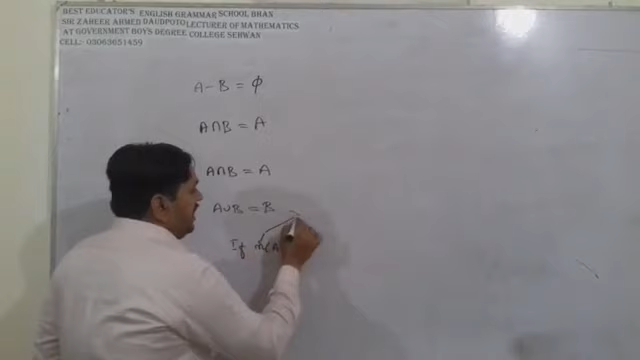 BEST EDUCATOR'S ENGLISH GRAMMAR SCHOOL BHAN
SIR ZAHEER AHMED DAUDPOTO LECTURER OF MATHEMATICS
AT GOVERNMENT BOY'S DEGREE COLLEGE SEHWAN
CELL: 03063651459
A - B = ϕ
A∩B = A
A∩B = A
A∪B = B
If n(A